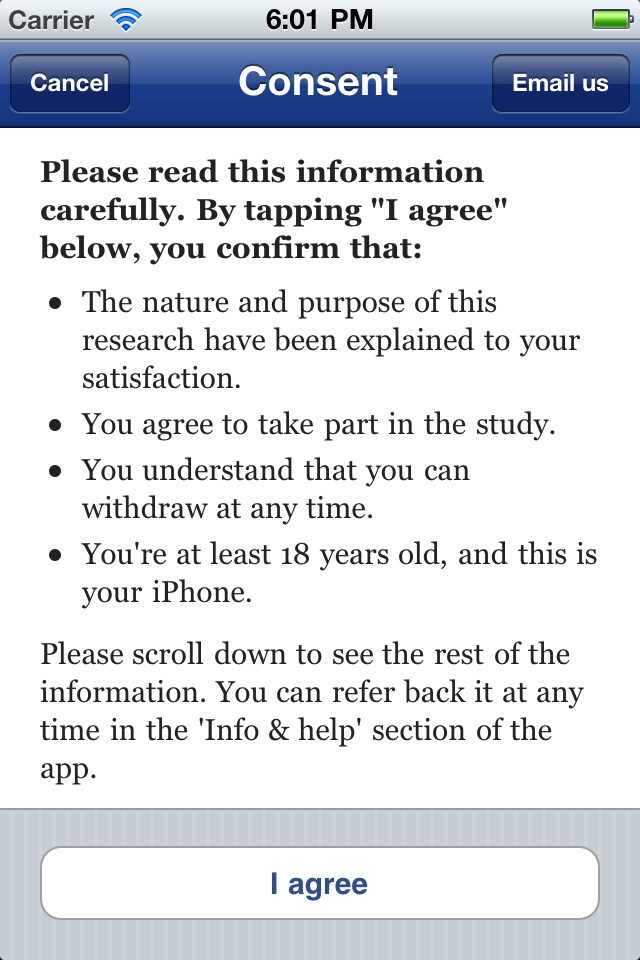 Carrier 6:01 PM
Cancel Consent Email us
Please read this information
carefully. By tapping "I agree"
below, you confirm that:
• The nature and purpose of this
research have been explained to your
satisfaction.
• You agree to take part in the study.
• You understand that you can
withdraw at any time.
• You're at least 18 years old, and this is
your iPhone.
Please scroll down to see the rest of the
information. You can refer back it at any
time in the 'Info & help' section of the
app.
I agree